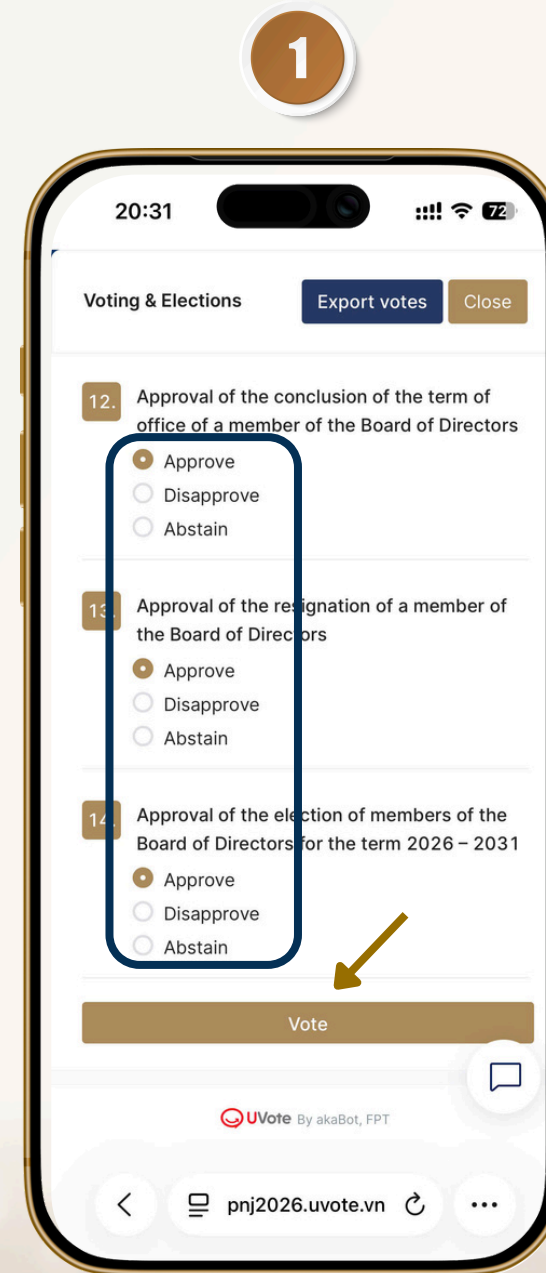 1
20:31
72
Voting & Elections
Export votes
Close
12.
Approval of the conclusion of the term of
office of a member of the Board of Directors
Approve
Disapprove
Abstain
13.
Approval of the resignation of a member of
the Board of Directors
Approve
Disapprove
Abstain
14.
Approval of the election of members of the
Board of Directors for the term 2026 – 2031
Approve
Disapprove
Abstain
Vote
UVote By akaBot, FPT
pnj2026.uvote.vn